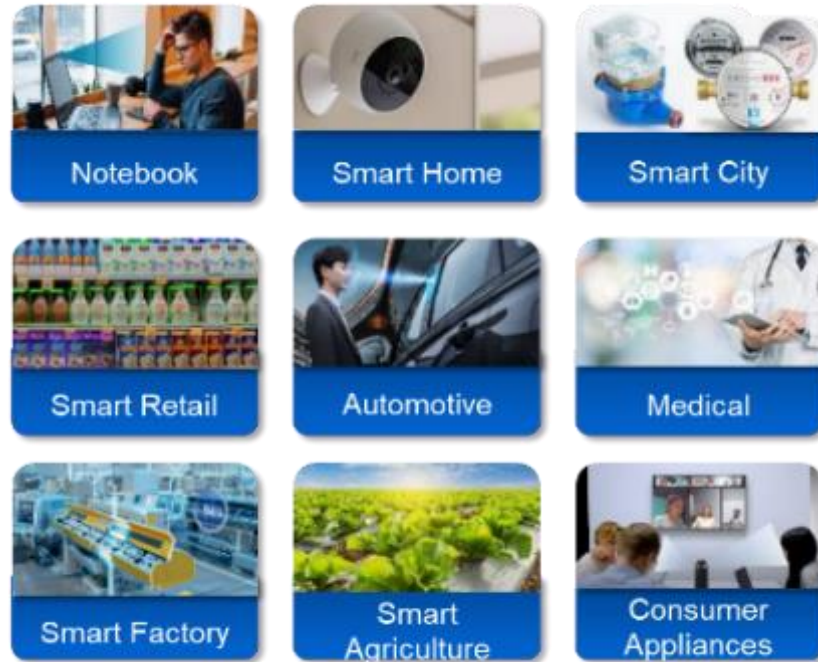 Notebook
Smart Home
Smart City
Smart Retail
Automotive
Medical
Smart Factory
Smart
Agriculture
Consumer
Appliances